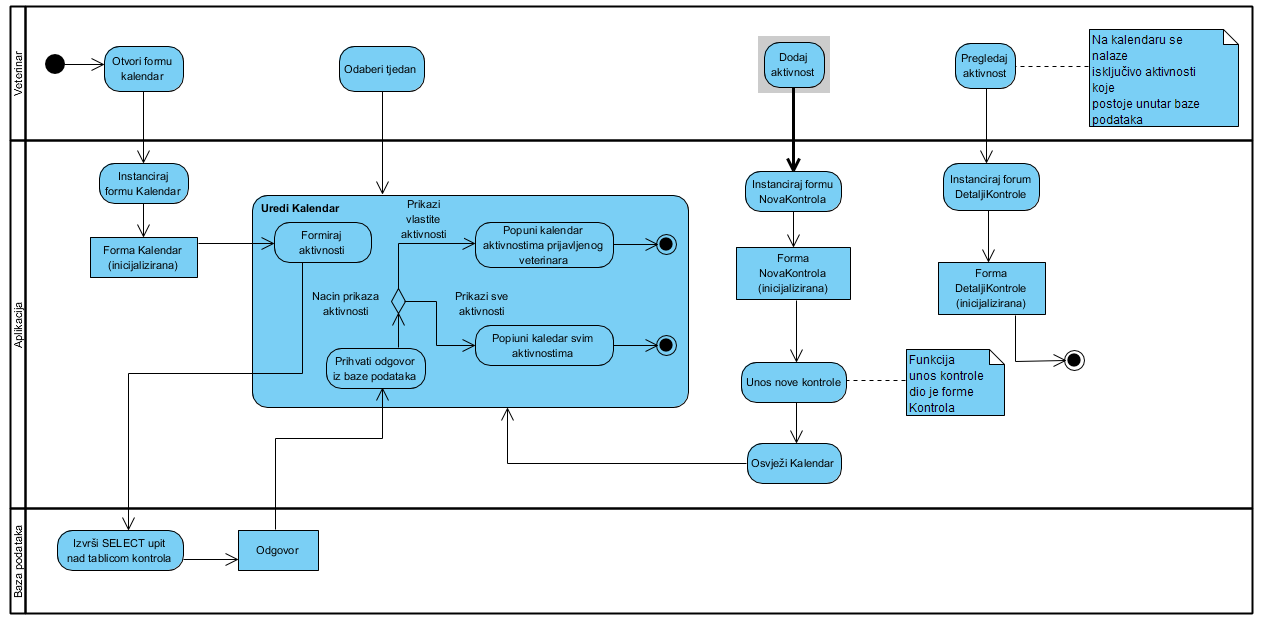 Veterinar
Otvori formu
kalendar
Odaberi tjedan
Dodaj
aktivnost
Pregledaj
aktivnost
Na kalendaru se
nalaze
isključivo aktivnosti
koje
postoje unutar baze
podataka
Aplikacija
Instanciraj
formu Kalendar
Forma Kalendar
(inicijalizirana)
Uredi Kalendar
Formiraj
aktivnosti
Prikazi
vlastite
aktivnosti
Popuni kalendar
aktivnostima prijavljenog
veterinara
Nacin prikaza
aktivnosti
Prikazi sve
aktivnosti
Prihvati odgovor
iz baze podataka
Popiuni kaledar svim
aktivnostima
Instanciraj formu
NovaKontrola
Forma
NovaKontrola
(inicijalizirana)
Unos nove kontrole
Funkcija
unos kontrole
dio je forme
Kontrola
Osvježi Kalendar
Instanciraj forum
DetaljiKontrole
Forma
DetaljiKontrole
(inicijalizirana)
Baza podataka
Izvrši SELECT upit
nad tablicom kontrola
Odgovor